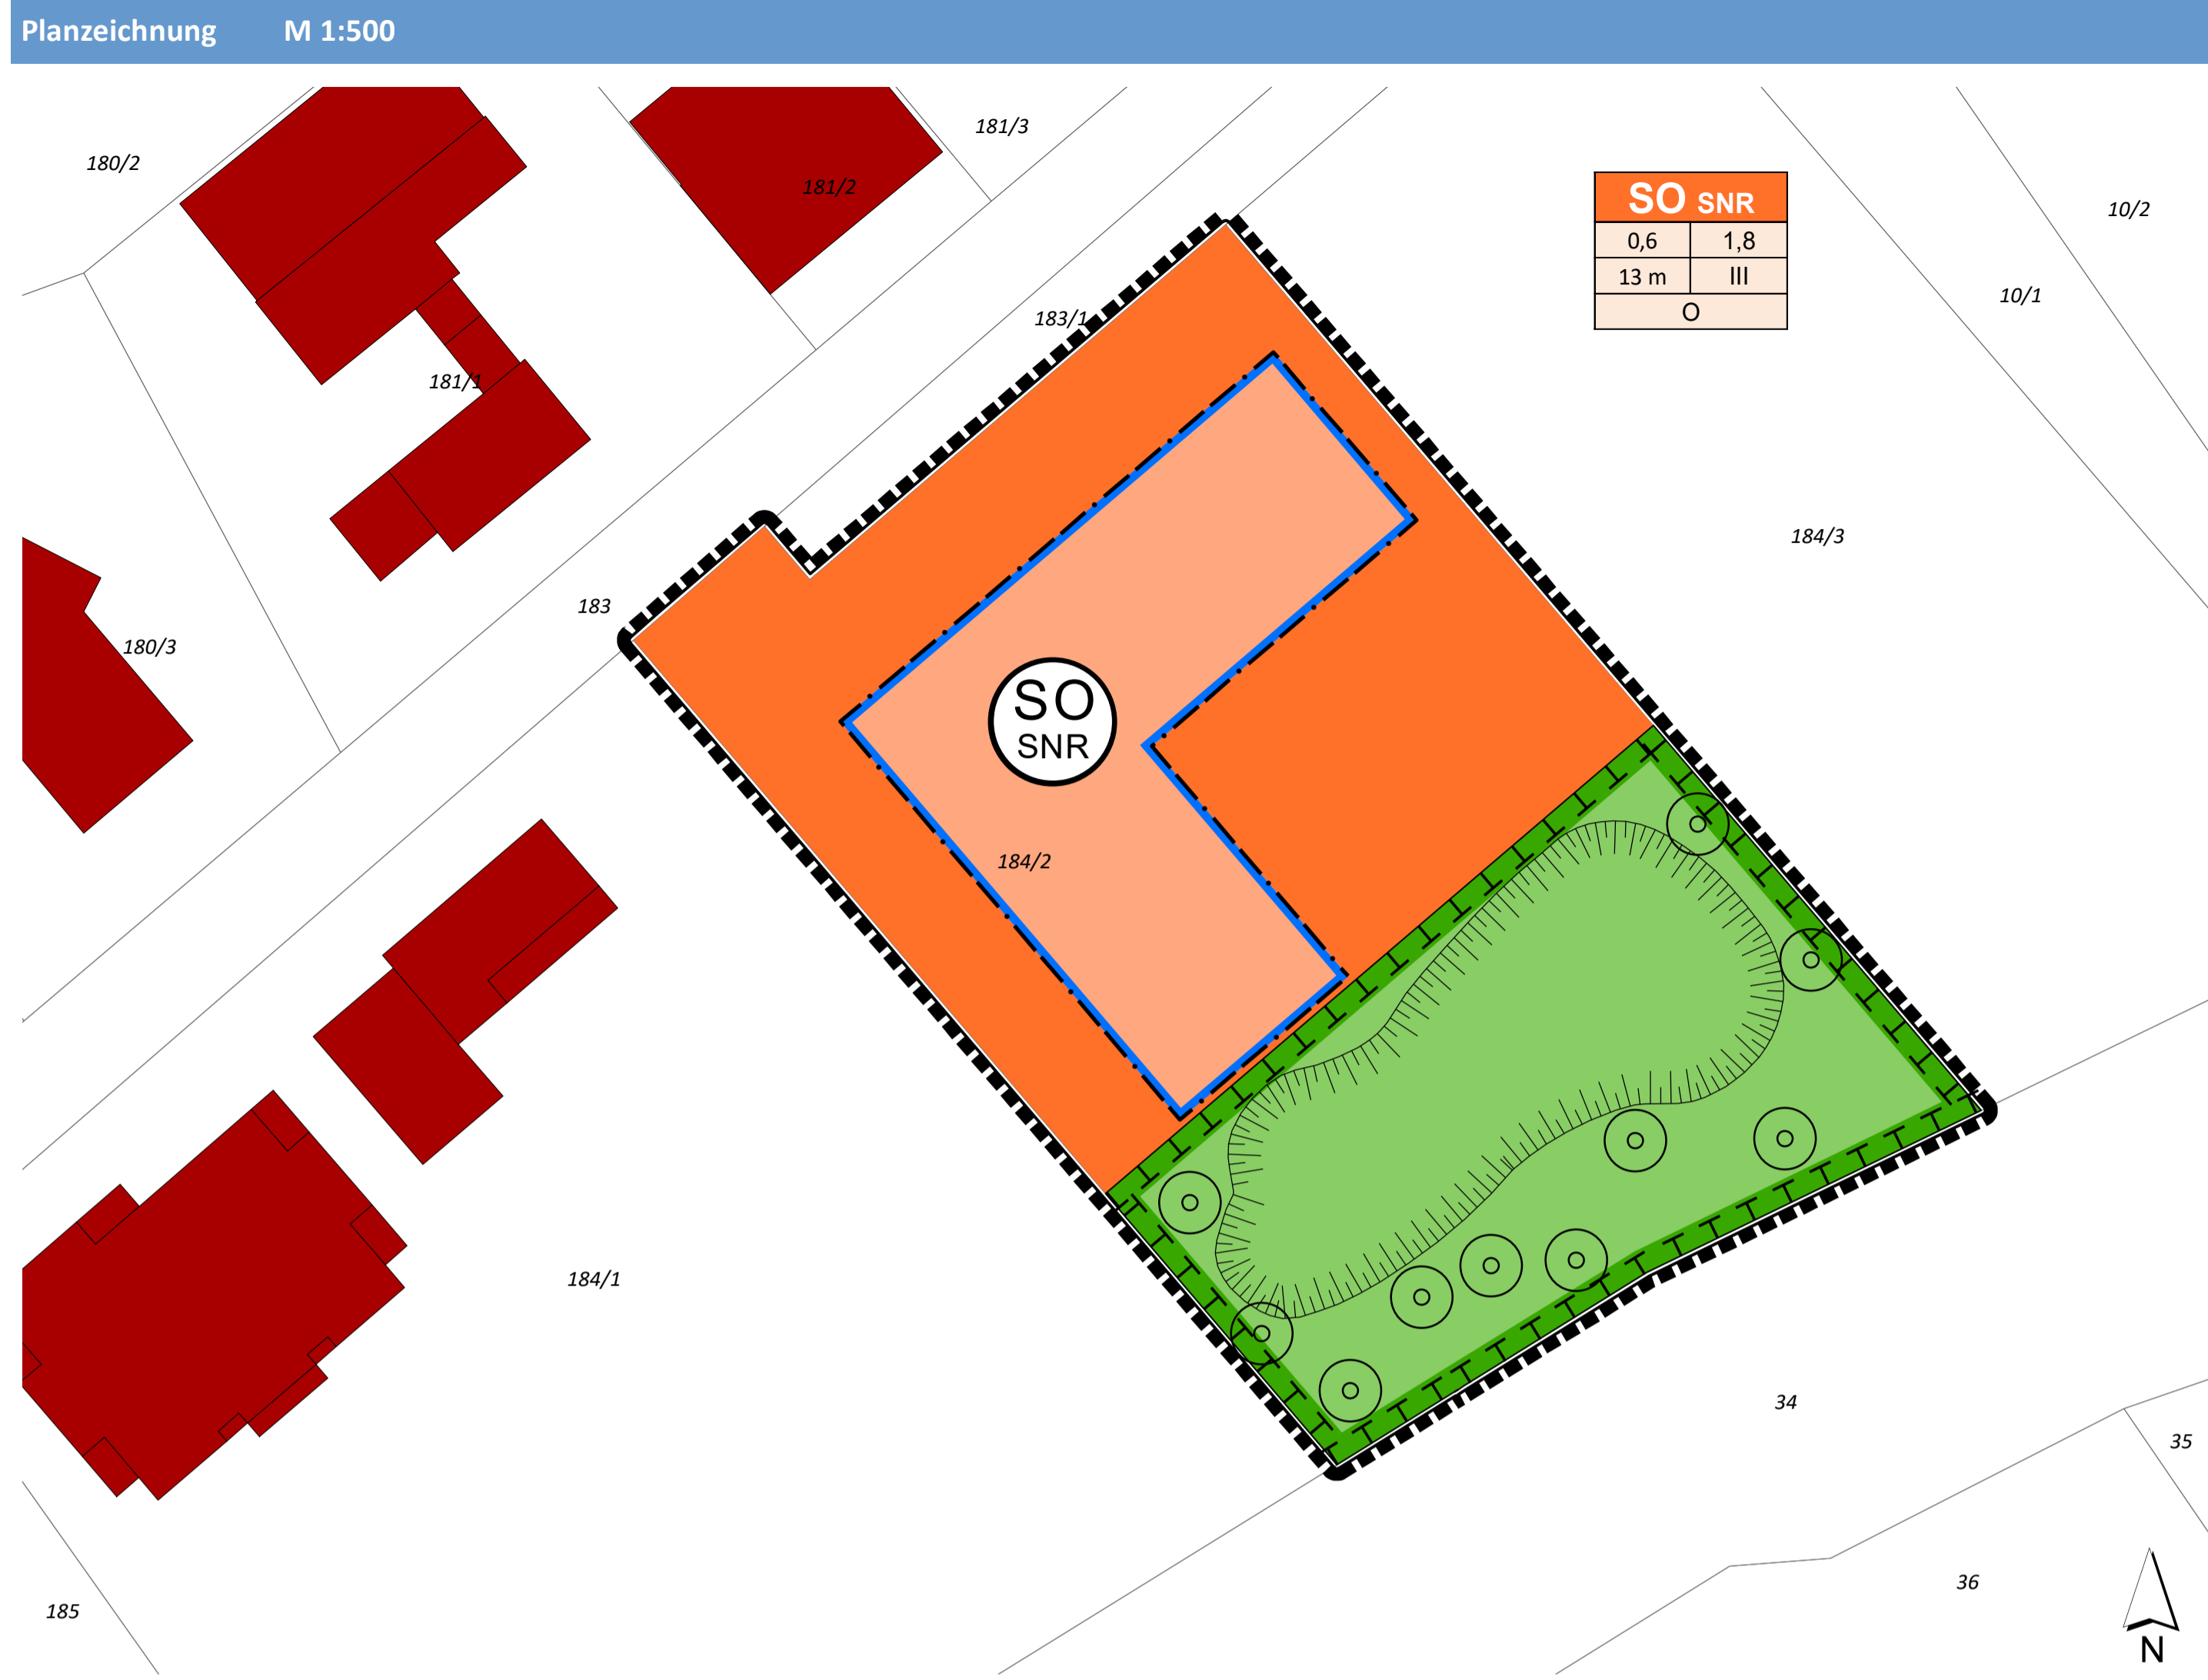 Planzeichnung M 1:500
180/2
181/3
181/2
SO SNR
0,6 1,8
13 m III
O
10/2
10/1
183/1
181/1
184/3
183
180/3
SO
SNR
184/2
184/1
34
35
36
185
N